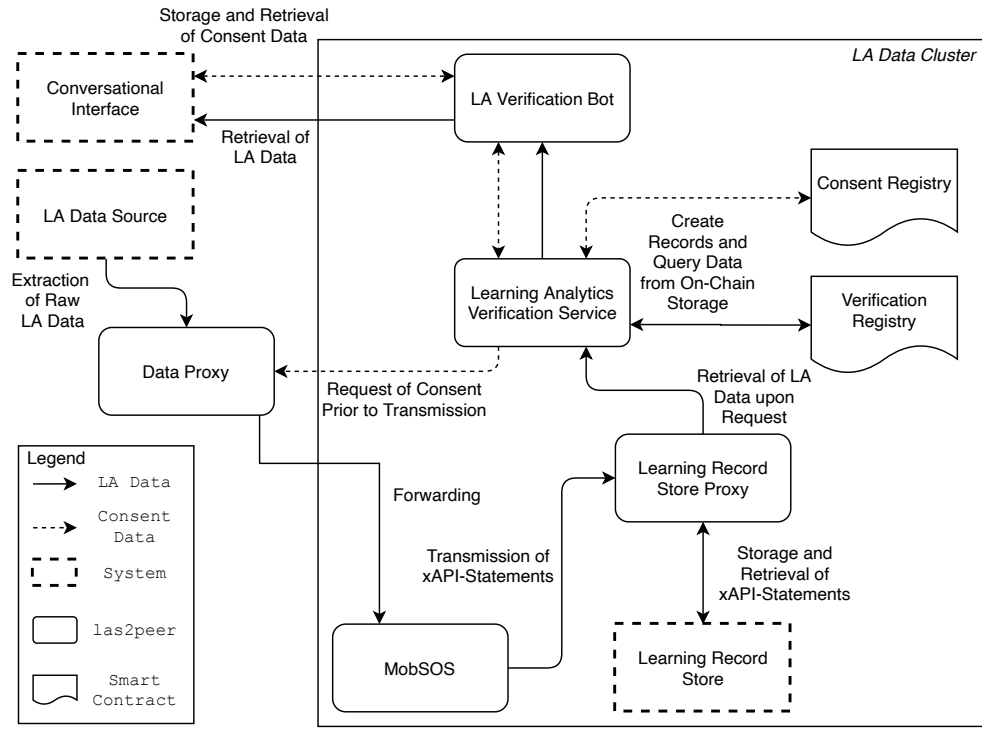 Storage and Retrieval
of Consent Data
LA Data Cluster
Conversational
Interface
LA Verification Bot
Retrieval of
LA Data
LA Data Source
Consent Registry
Create
Records and
Query Data
from On-Chain
Storage
Extraction
of Raw
LA Data
Learning Analytics
Verification Service
Verification
Registry
Data Proxy
Request of Consent
Prior to Transmission
Retrieval of LA
Data upon
Request
Legend
LA Data
Consent
Data
System
las2peer
Smart
Contract
Forwarding
Learning Record
Store Proxy
Transmission of
xAPI-Statements
Storage and
Retrieval of
xAPI-Statements
MobSOS
Learning Record
Store